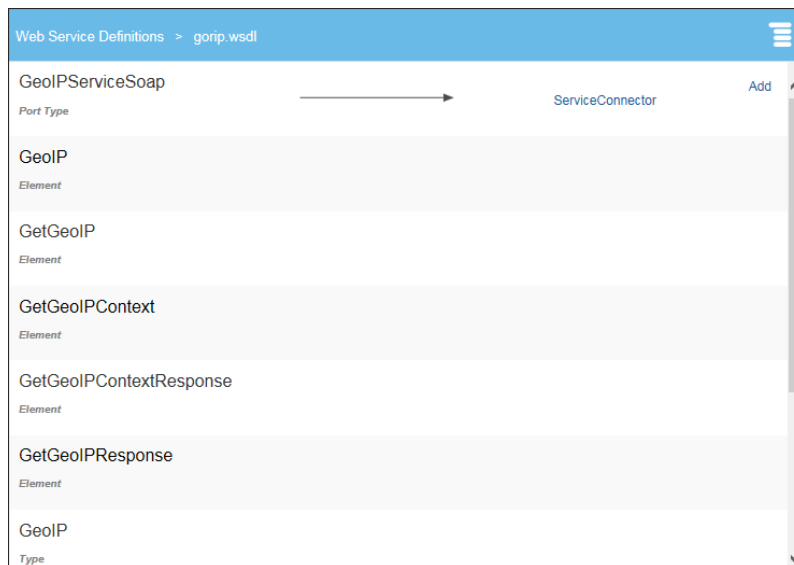 Web Service Definitions > gorip.wsdl
GeoIPServiceSoap
Port Type
ServiceConnector
Add
GeoIP
Element
GetGeoIP
Element
GetGeoIPContext
Element
GetGeoIPContextResponse
Element
GetGeoIPResponse
Element
GeoIP
Type